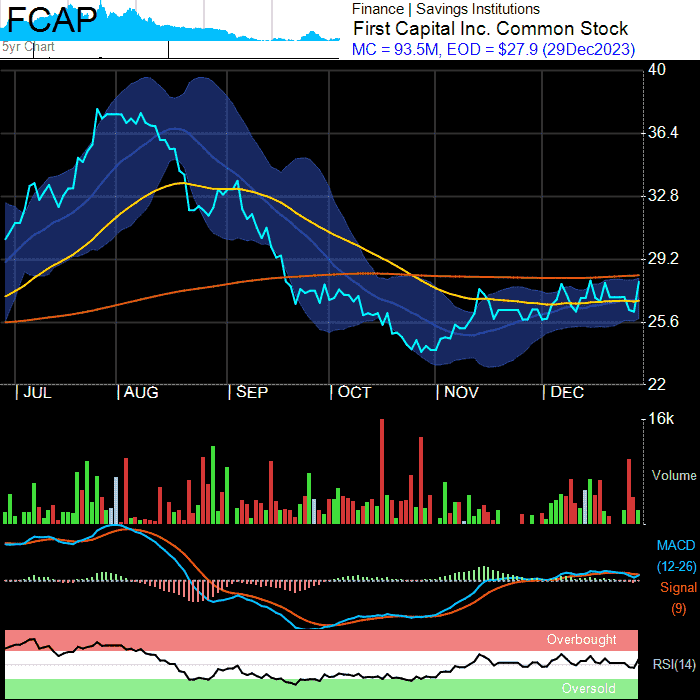 FCAP
5yr Chart
Finance | Savings Institutions
First Capital Inc. Common Stock
MC = 93.5M, EOD = $27.9 (29Dec2023)
40
36.4
32.8
29.2
25.6
22
JUL AUG SEP OCT NOV DEC
16k
Volume
MACD
(12-26)
Signal
(9)
Overbought
RSI(14)
Oversold